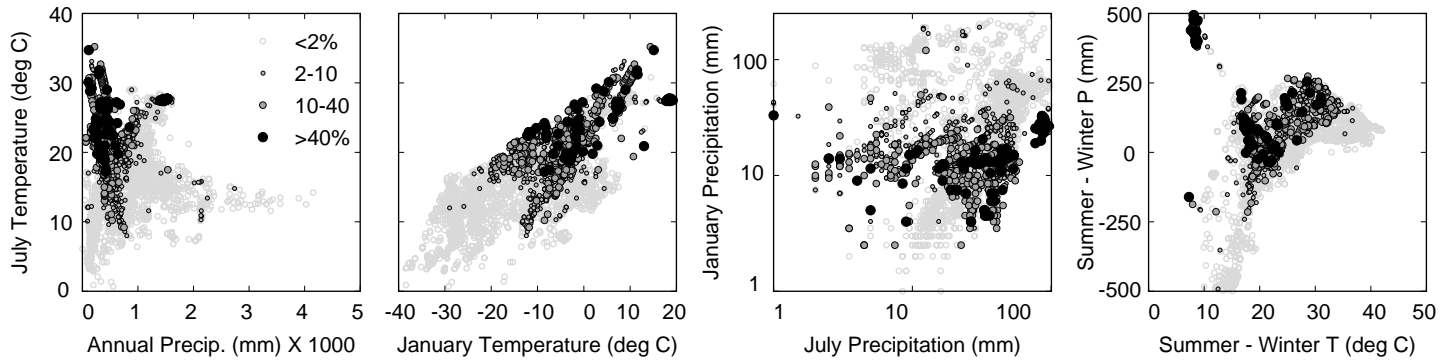 40
30
20
10
0
July Temperature (deg C)
0 1 2 3 4 5
Annual Precip. (mm) X 1000
<2%
2-10
10-40
>40%
-40 -30 -20 -10 0 10 20
January Temperature (deg C)
100
10
1
January Precipitation (mm)
1 10 100
July Precipitation (mm)
500
250
0
-250
-500
Summer - Winter P (mm)
0 10 20 30 40 50
Summer - Winter T (deg C)